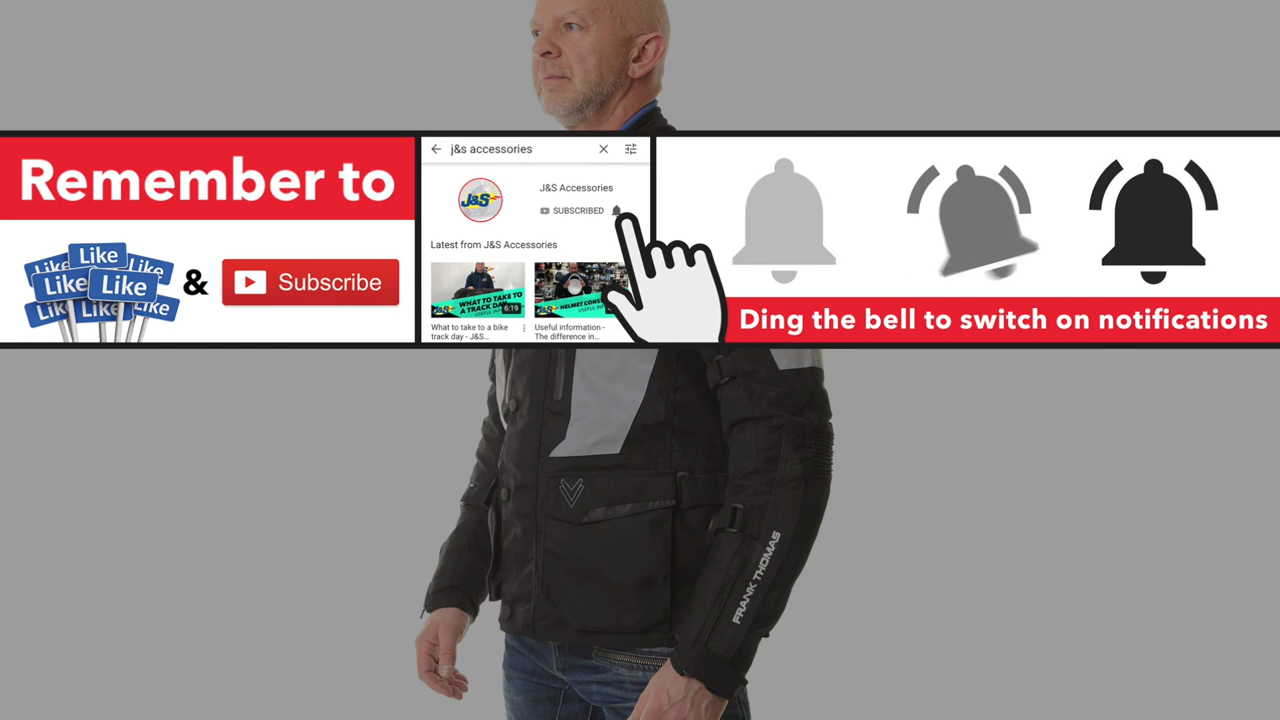 Remember to
Like
Like
Like
Like
Like
Like
Like
Like
&
Subscribe
j&s accessories
J&S
J&S Accessories
SUBSCRIBED
Latest from J&S Accessories
WHAT TO TAKE TO
A TRACK DAY
6:19
What to take to a bike
track day - J&S...
Useful information -
The difference in...
Ding the bell to switch on notifications
FRANK THOMAS